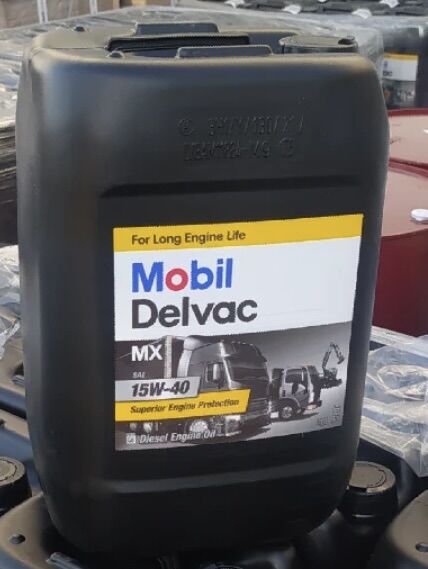 For Long Engine Life
Mobil
Delvac
MX
SAE
15W-40
Superior Engine Protection
Diesel Engine Oil